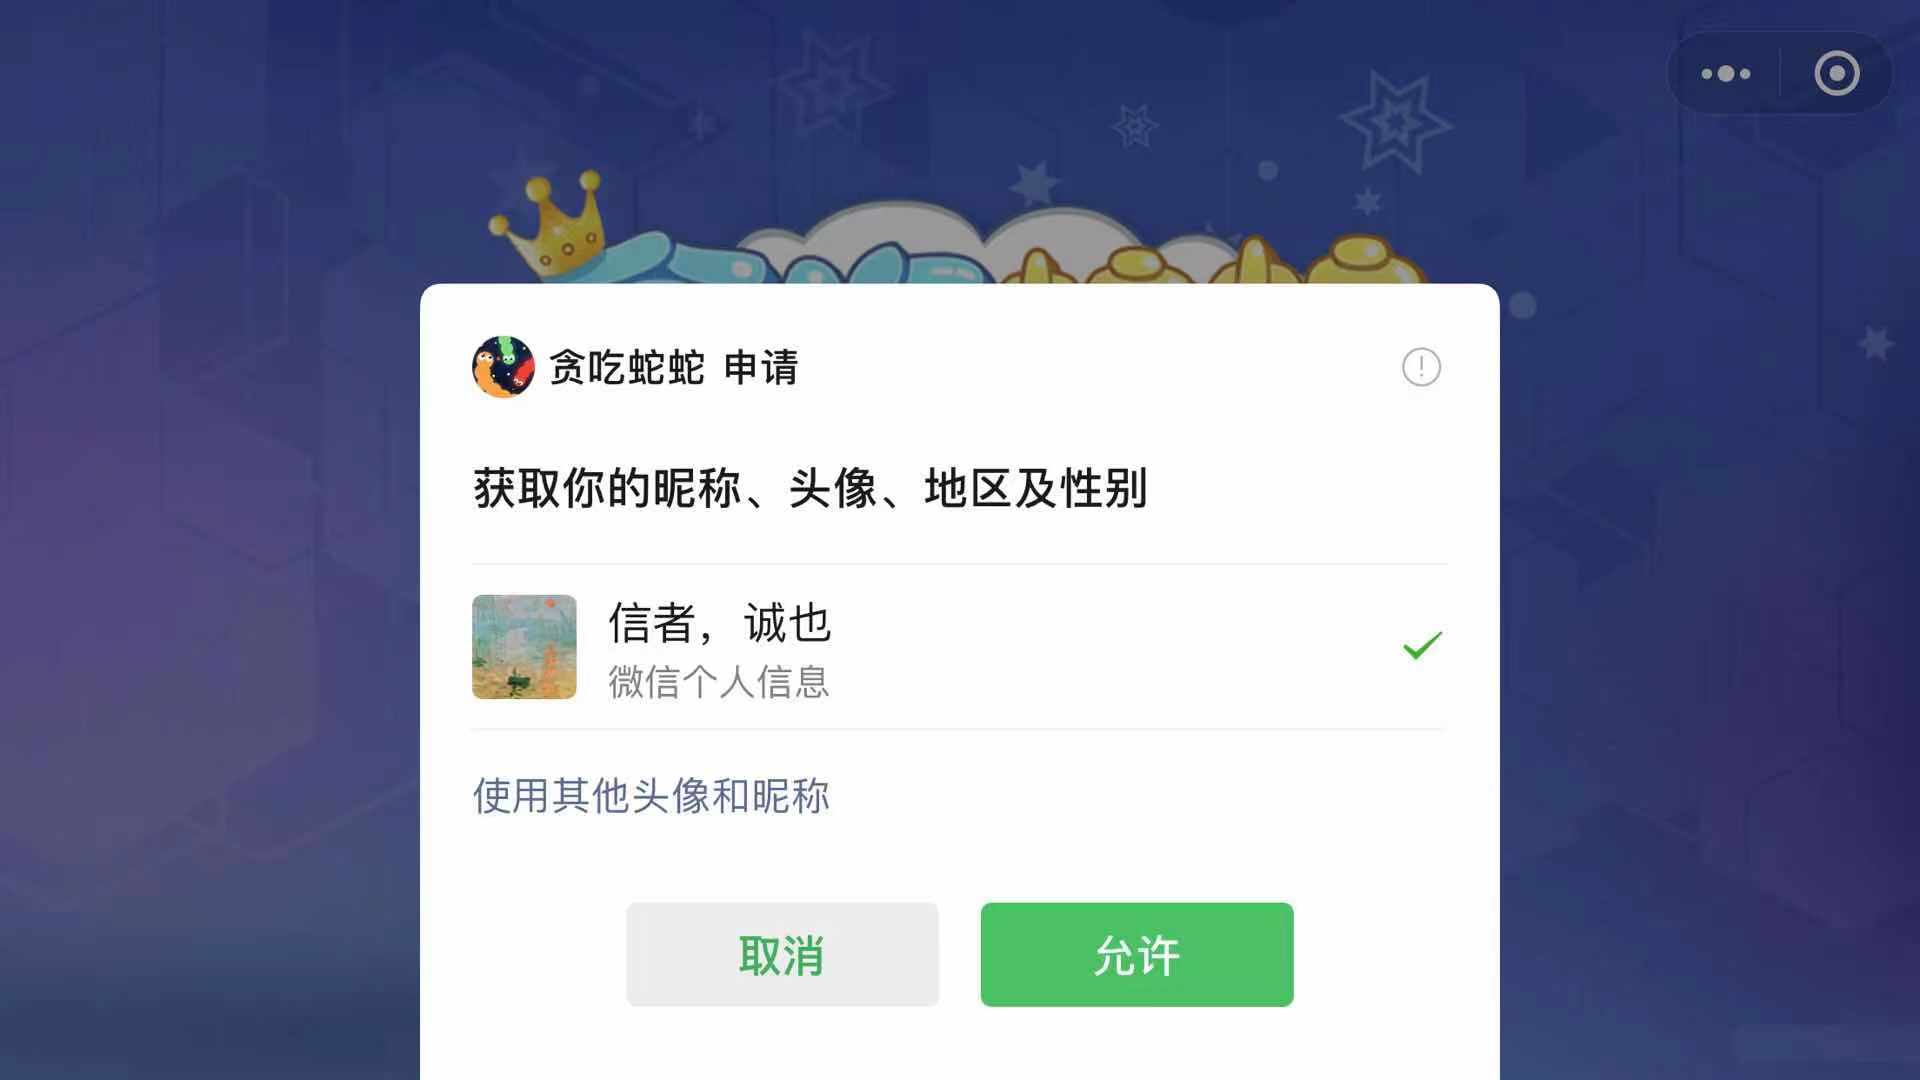 贪吃蛇蛇 申请
获取你的昵称、头像、地区及性别
信者，诚也
微信个人信息
使用其他头像和昵称
取消
允许